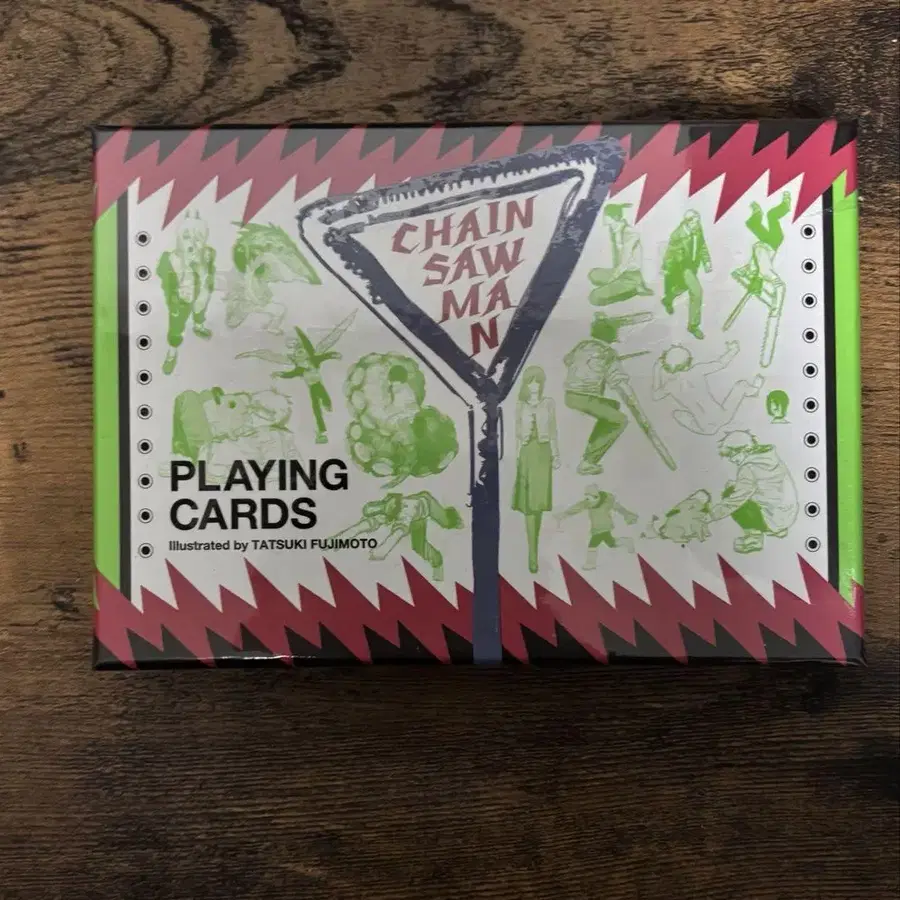 CHAIN
SAW
MA
N
PLAYING
CARDS
Illustrated by TATSUKI FUJIMOTO